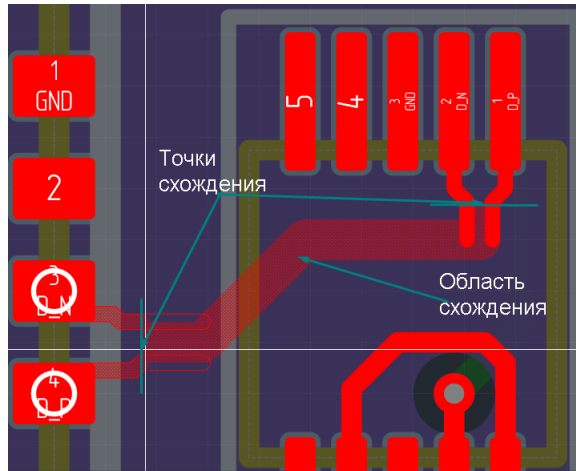 1
GND
2
3
D_N
4
D_P
5
4
3
GND
2
D_N
1
D_P
Точки
схождения
Область
схождения